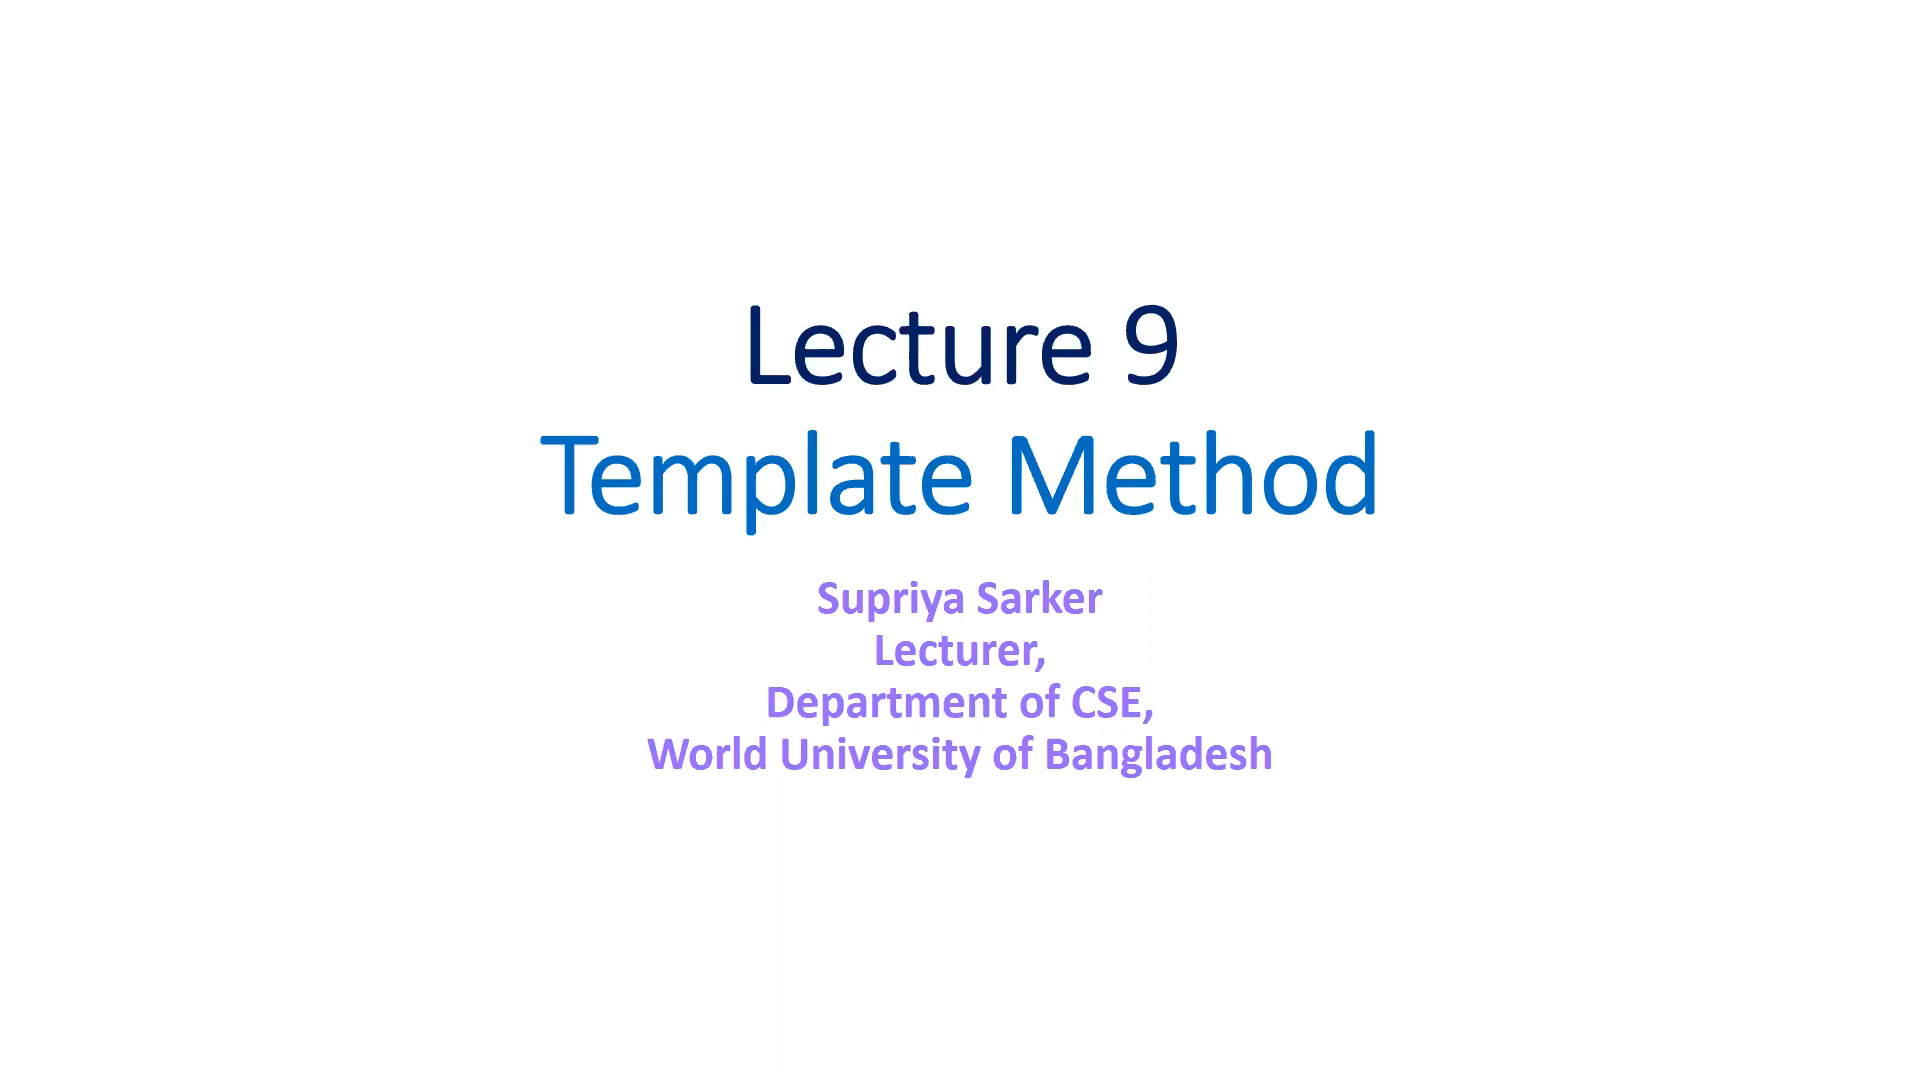 Lecture 9
Template Method
Supriya Sarker
Lecturer,
Department of CSE,
World University of Bangladesh